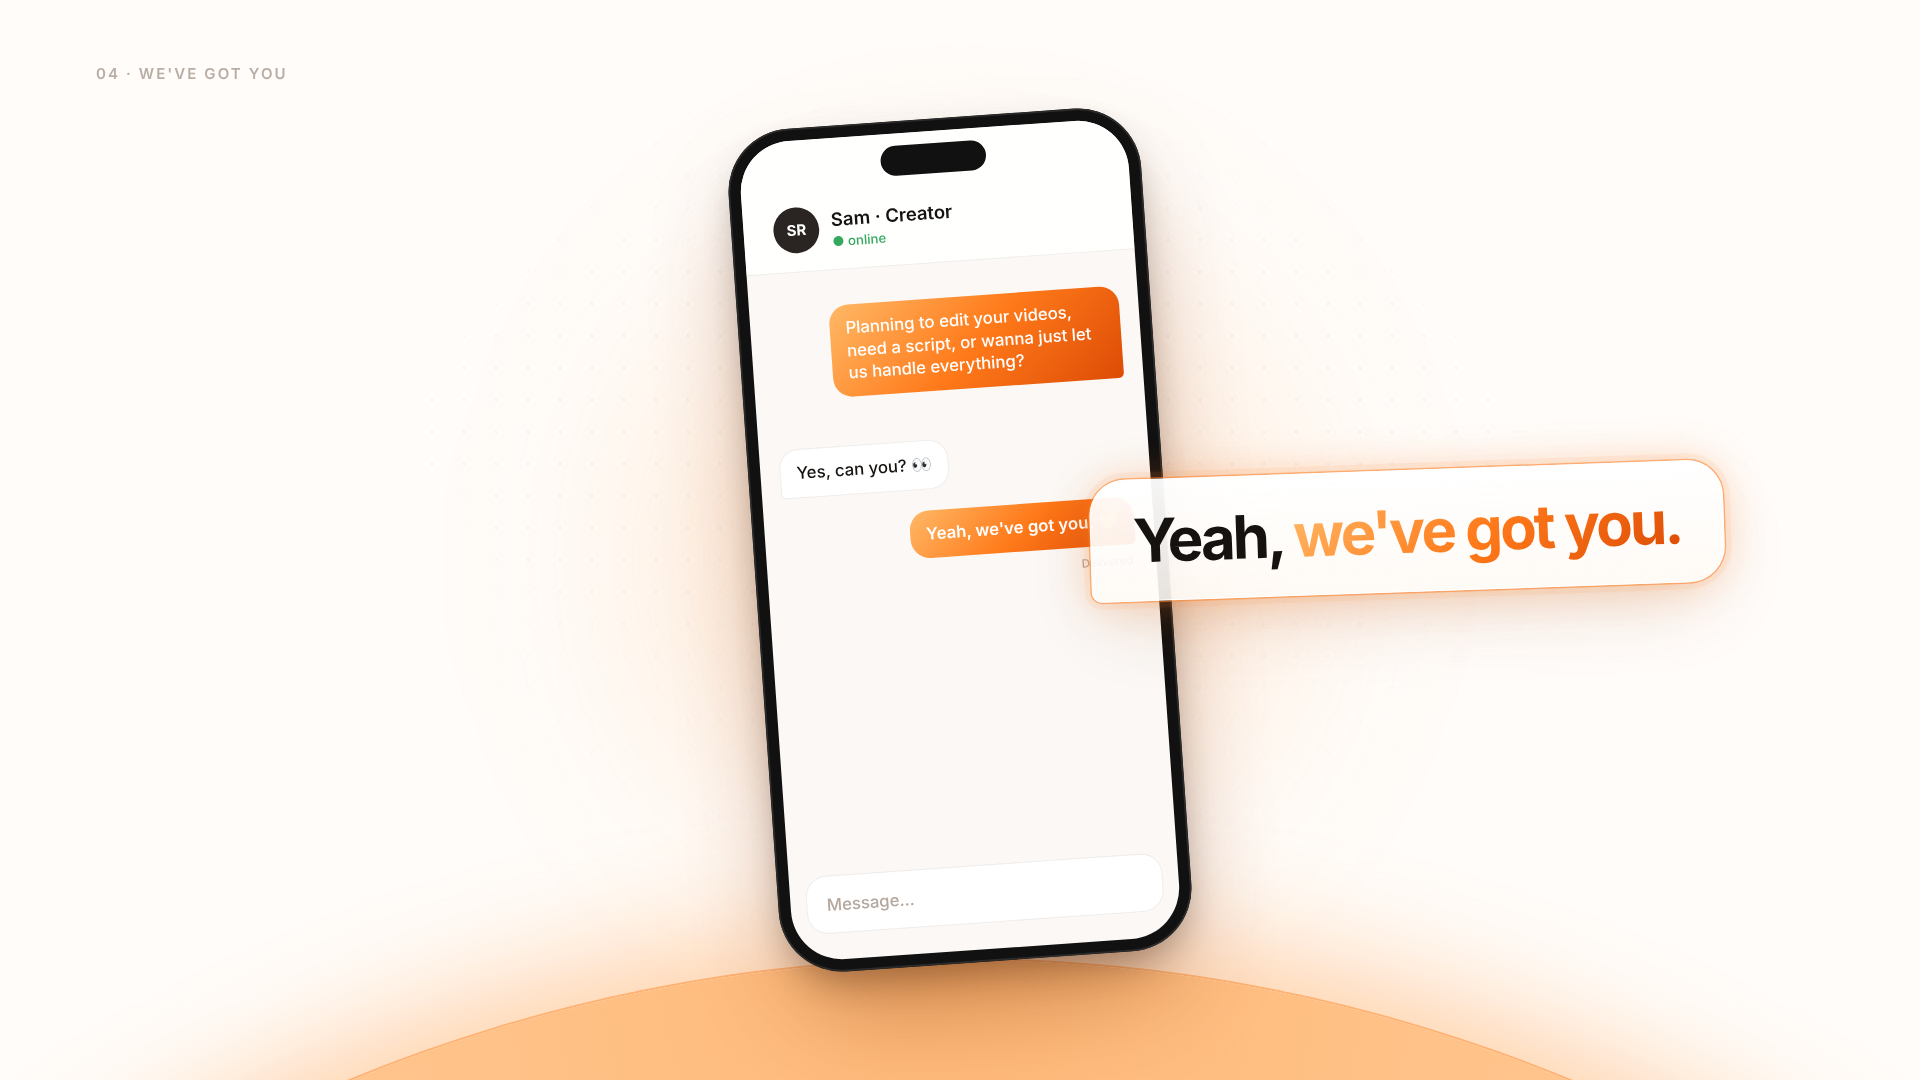 04 · WE'VE GOT YOU
SR
Sam · Creator
online
Planning to edit your videos,
need a script, or wanna just let
us handle everything?
Yes, can you? 👀
Yeah, we've got you
Yeah, we've got you.
Message...